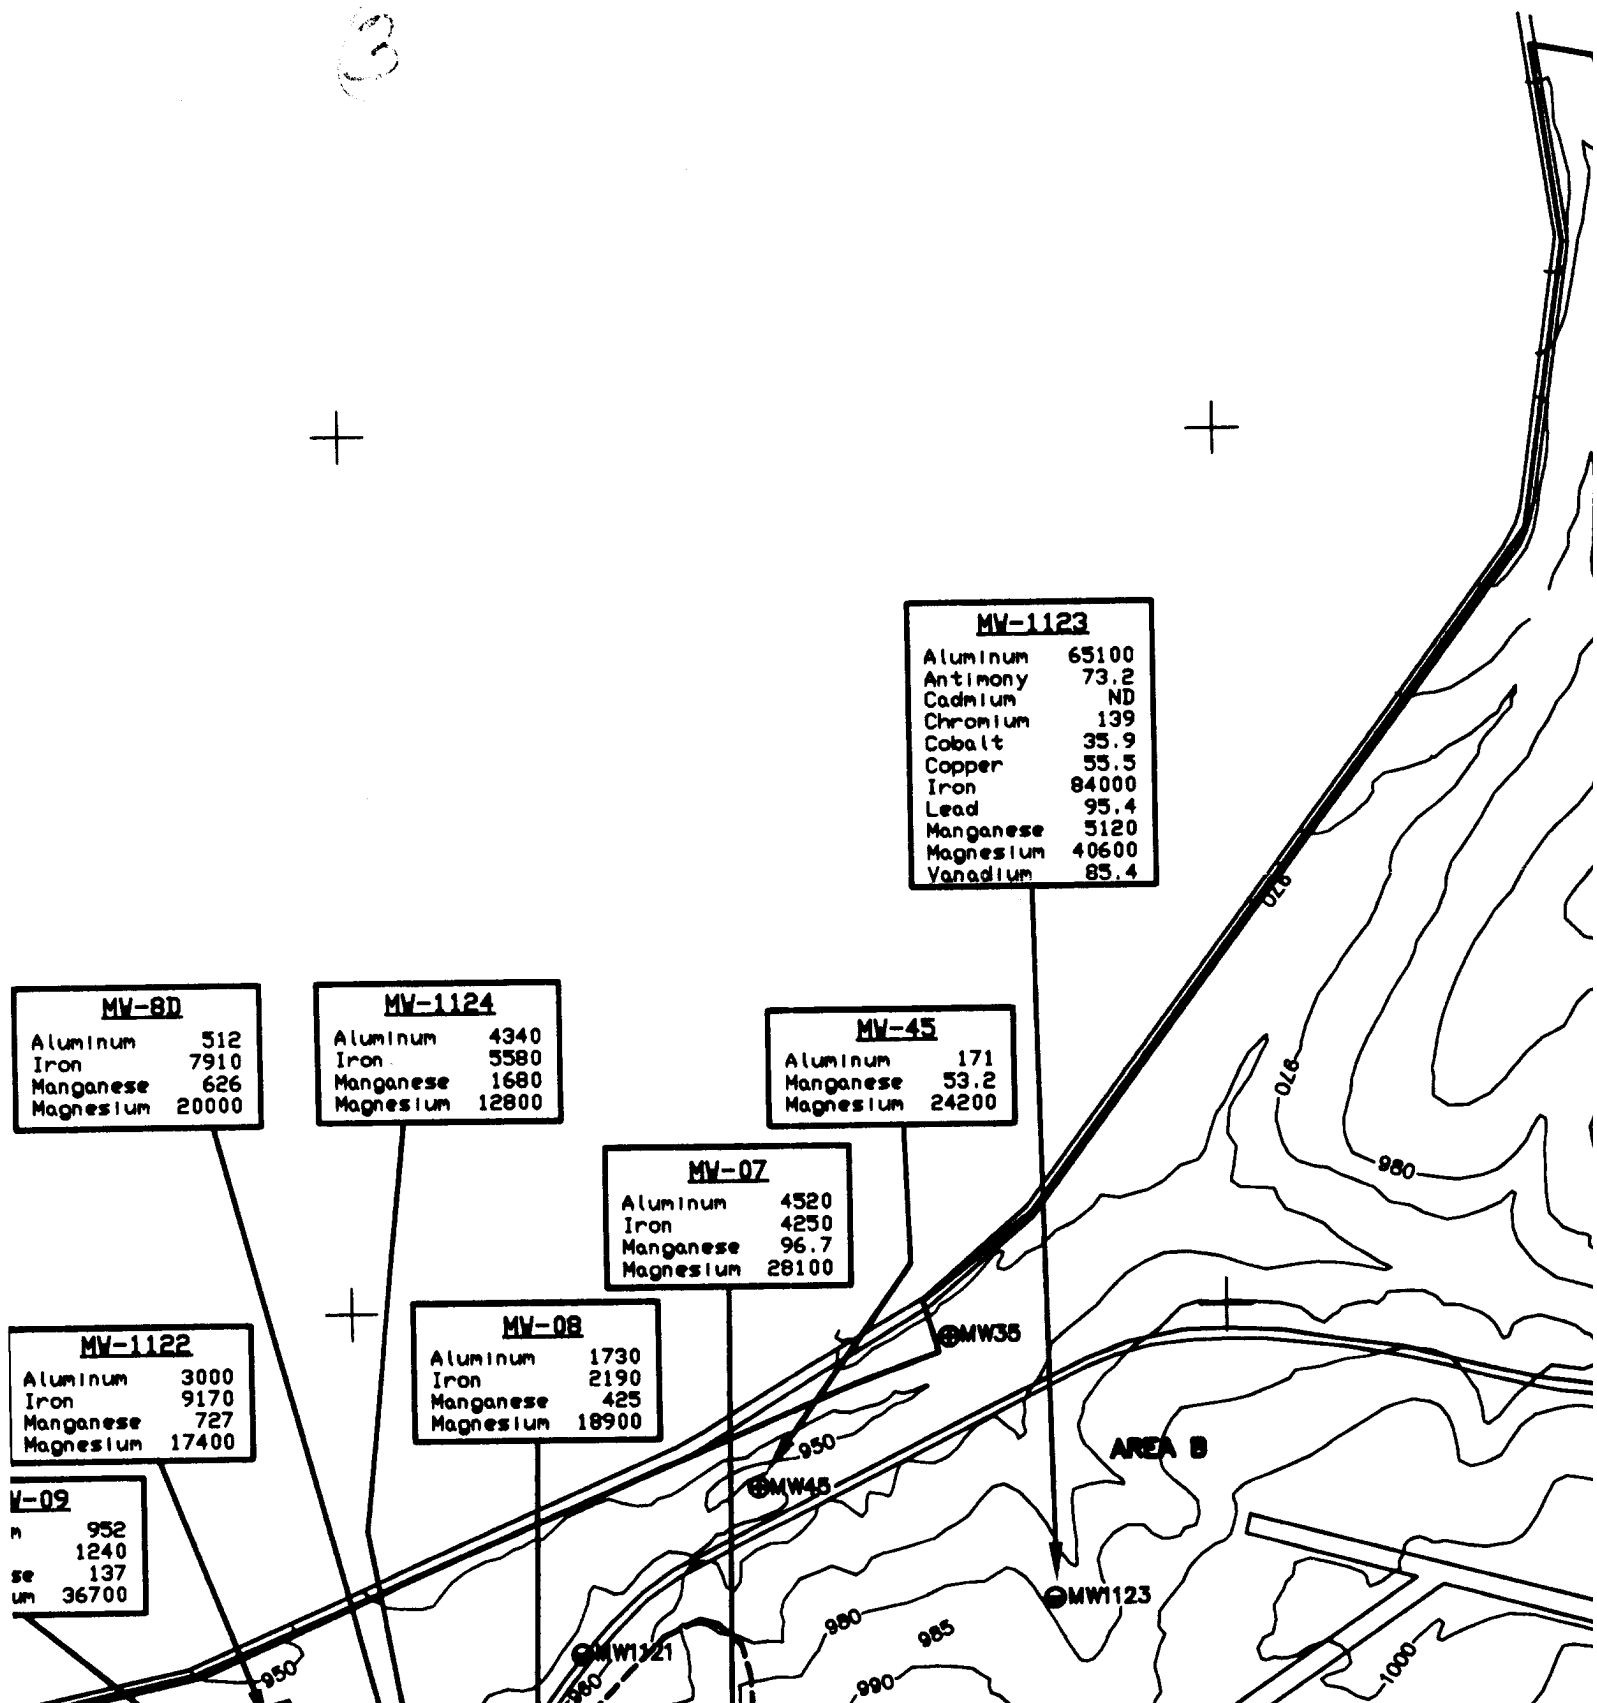 MW-1123
Aluminum 65100
Antimony 73.2
Cadmium ND
Chromium 139
Cobalt 35.9
Copper 55.5
Iron 84000
Lead 95.4
Manganese 5120
Magnesium 40600
Vanadium 85.4
970
MW-8D
Aluminum 512
Iron 7910
Manganese 626
Magnesium 20000
MW-1124
Aluminum 4340
Iron 5580
Manganese 1680
Magnesium 12800
MW-45
Aluminum 171
Manganese 53.2
Magnesium 24200
970
980
MW-07
Aluminum 4520
Iron 4250
Manganese 96.7
Magnesium 28100
MW-08
Aluminum 1730
Iron 2190
Manganese 425
Magnesium 18900
MW-1122
Aluminum 3000
Iron 9170
Manganese 727
Magnesium 17400
-09
952
1240
se 137
um 36700
950
AREA B
MW1123
980
985
MW1121
950
990
1000